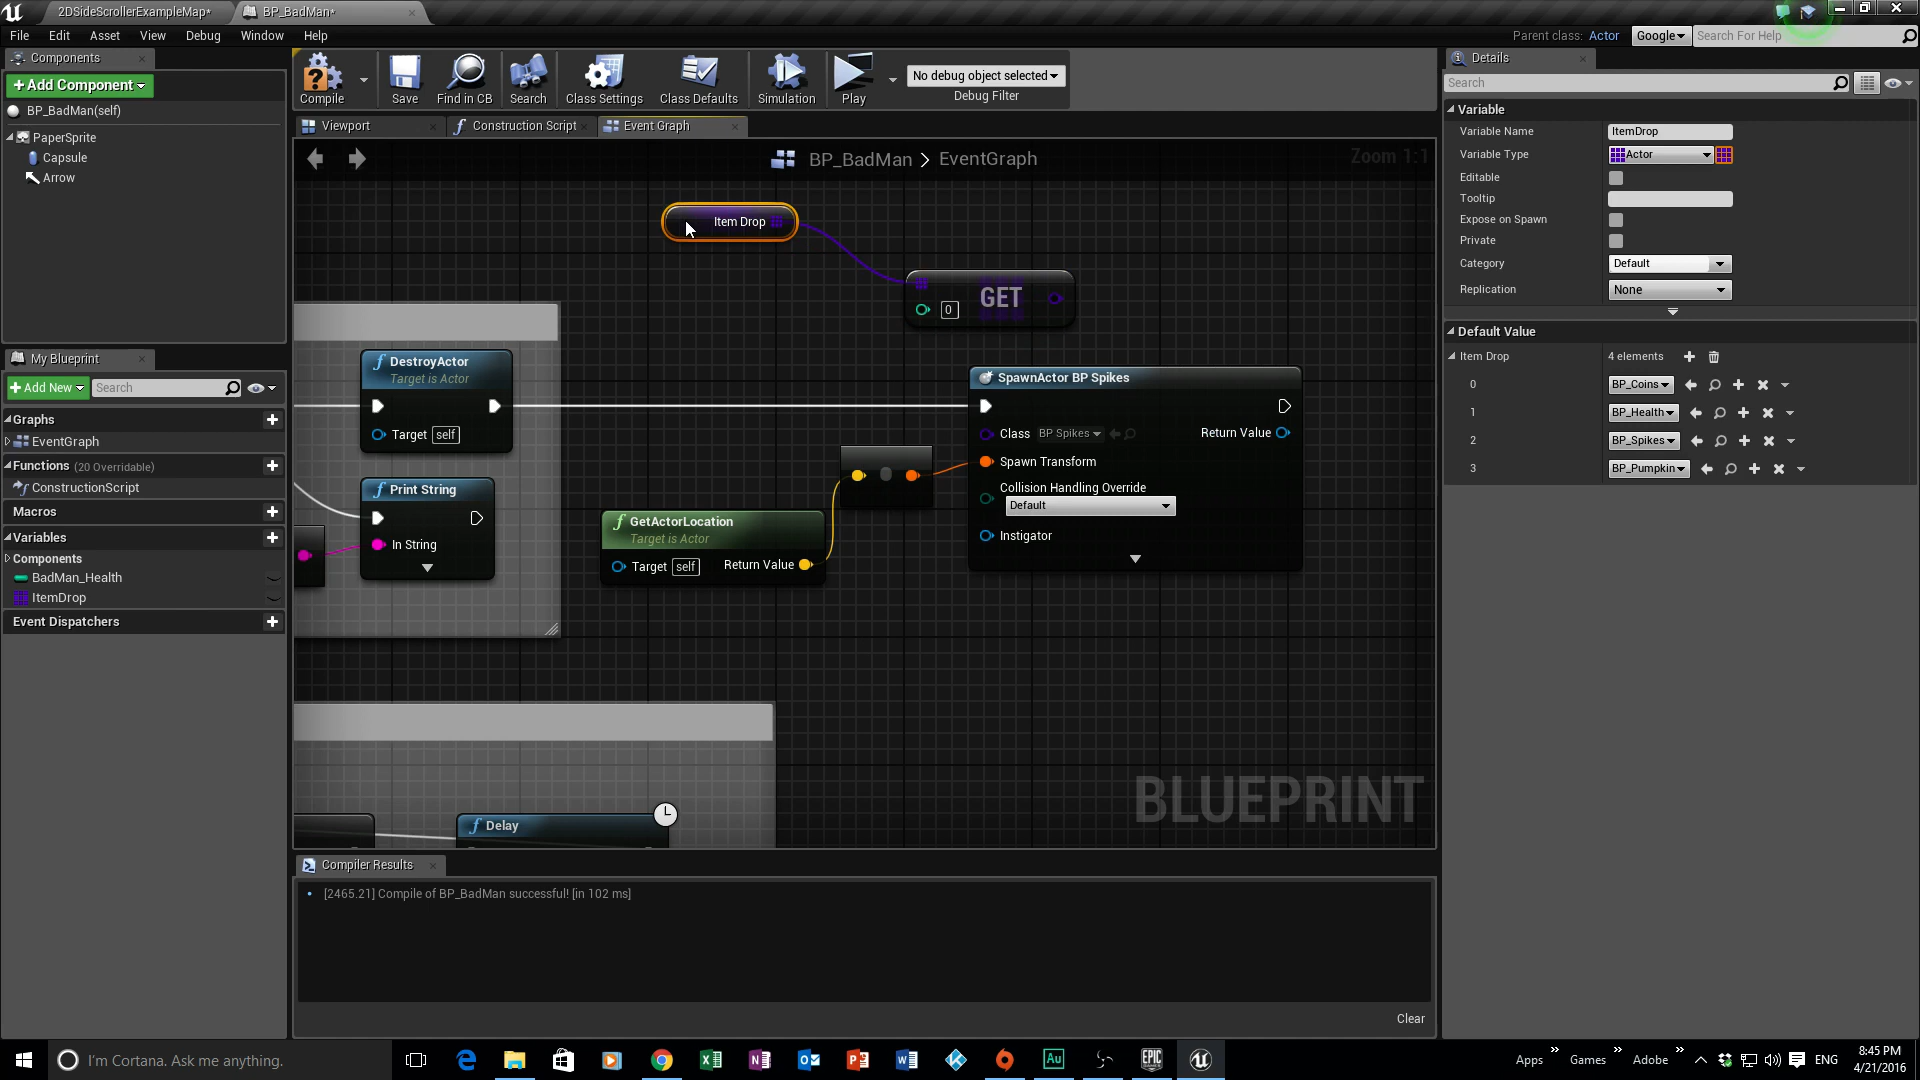 2DSideScrollerExampleMap*
BP_BadMan*
File Edit Asset View Debug Window Help
Parent class: Actor
Google
Search For Help
Components
+Add Component
BP_BadMan(self)
PaperSprite
Capsule
Arrow
Compile
Save
Find in CB
Search
Class Settings
Class Defaults
Simulation
Play
No debug object selected
Debug Filter
Viewport
Construction Script
Event Graph
BP_BadMan > EventGraph
Zoom 1:1
Item Drop
GET
0
DestroyActor
Target is Actor
Target self
Print String
In String
GetActorLocation
Target is Actor
Target self Return Value
SpawnActor BP Spikes
Class BP Spikes
Return Value
Spawn Transform
Collision Handling Override
Default
Instigator
Delay
BLUEPRINT
My Blueprint
+Add New
Search
Graphs
EventGraph
Functions (20 Overridable)
ConstructionScript
Macros
Variables
Components
BadMan_Health
ItemDrop
Event Dispatchers
Compiler Results
[2465.21] Compile of BP_BadMan successful! [in 102 ms]
Clear
Details
Search
Variable
Variable Name ItemDrop
Variable Type Actor
Editable
Tooltip
Expose on Spawn
Private
Category Default
Replication None
Default Value
Item Drop 4 elements
0 BP_Coins
1 BP_Health
2 BP_Spikes
3 BP_Pumpkin
I'm Cortana. Ask me anything.
Au
EPIC
GAMES
Apps
Games
Adobe
ENG
8:45 PM
4/21/2016